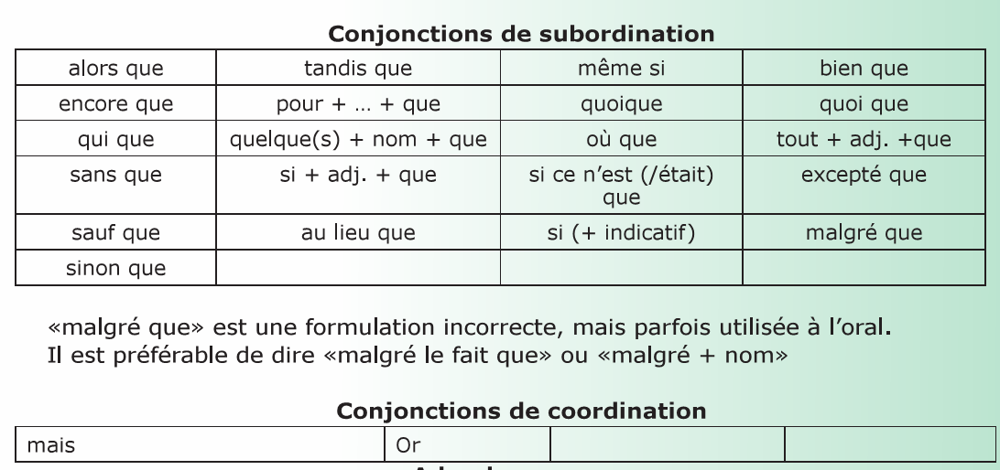 Conjonctions de subordination
alors que tandis que même si bien que
encore que pour + ... + que quoique quoi que
qui que quelque(s) + nom + que où que tout + adj. +que
sans que si + adj. + que si ce n’est (/était) excepté que
que
sauf que au lieu que si (+ indicatif) malgré que
sinon que
«malgré que» est une formulation incorrecte, mais parfois utilisée à l’oral.
Il est préférable de dire «malgré le fait que» ou «malgré + nom»
Conjonctions de coordination
mais Or